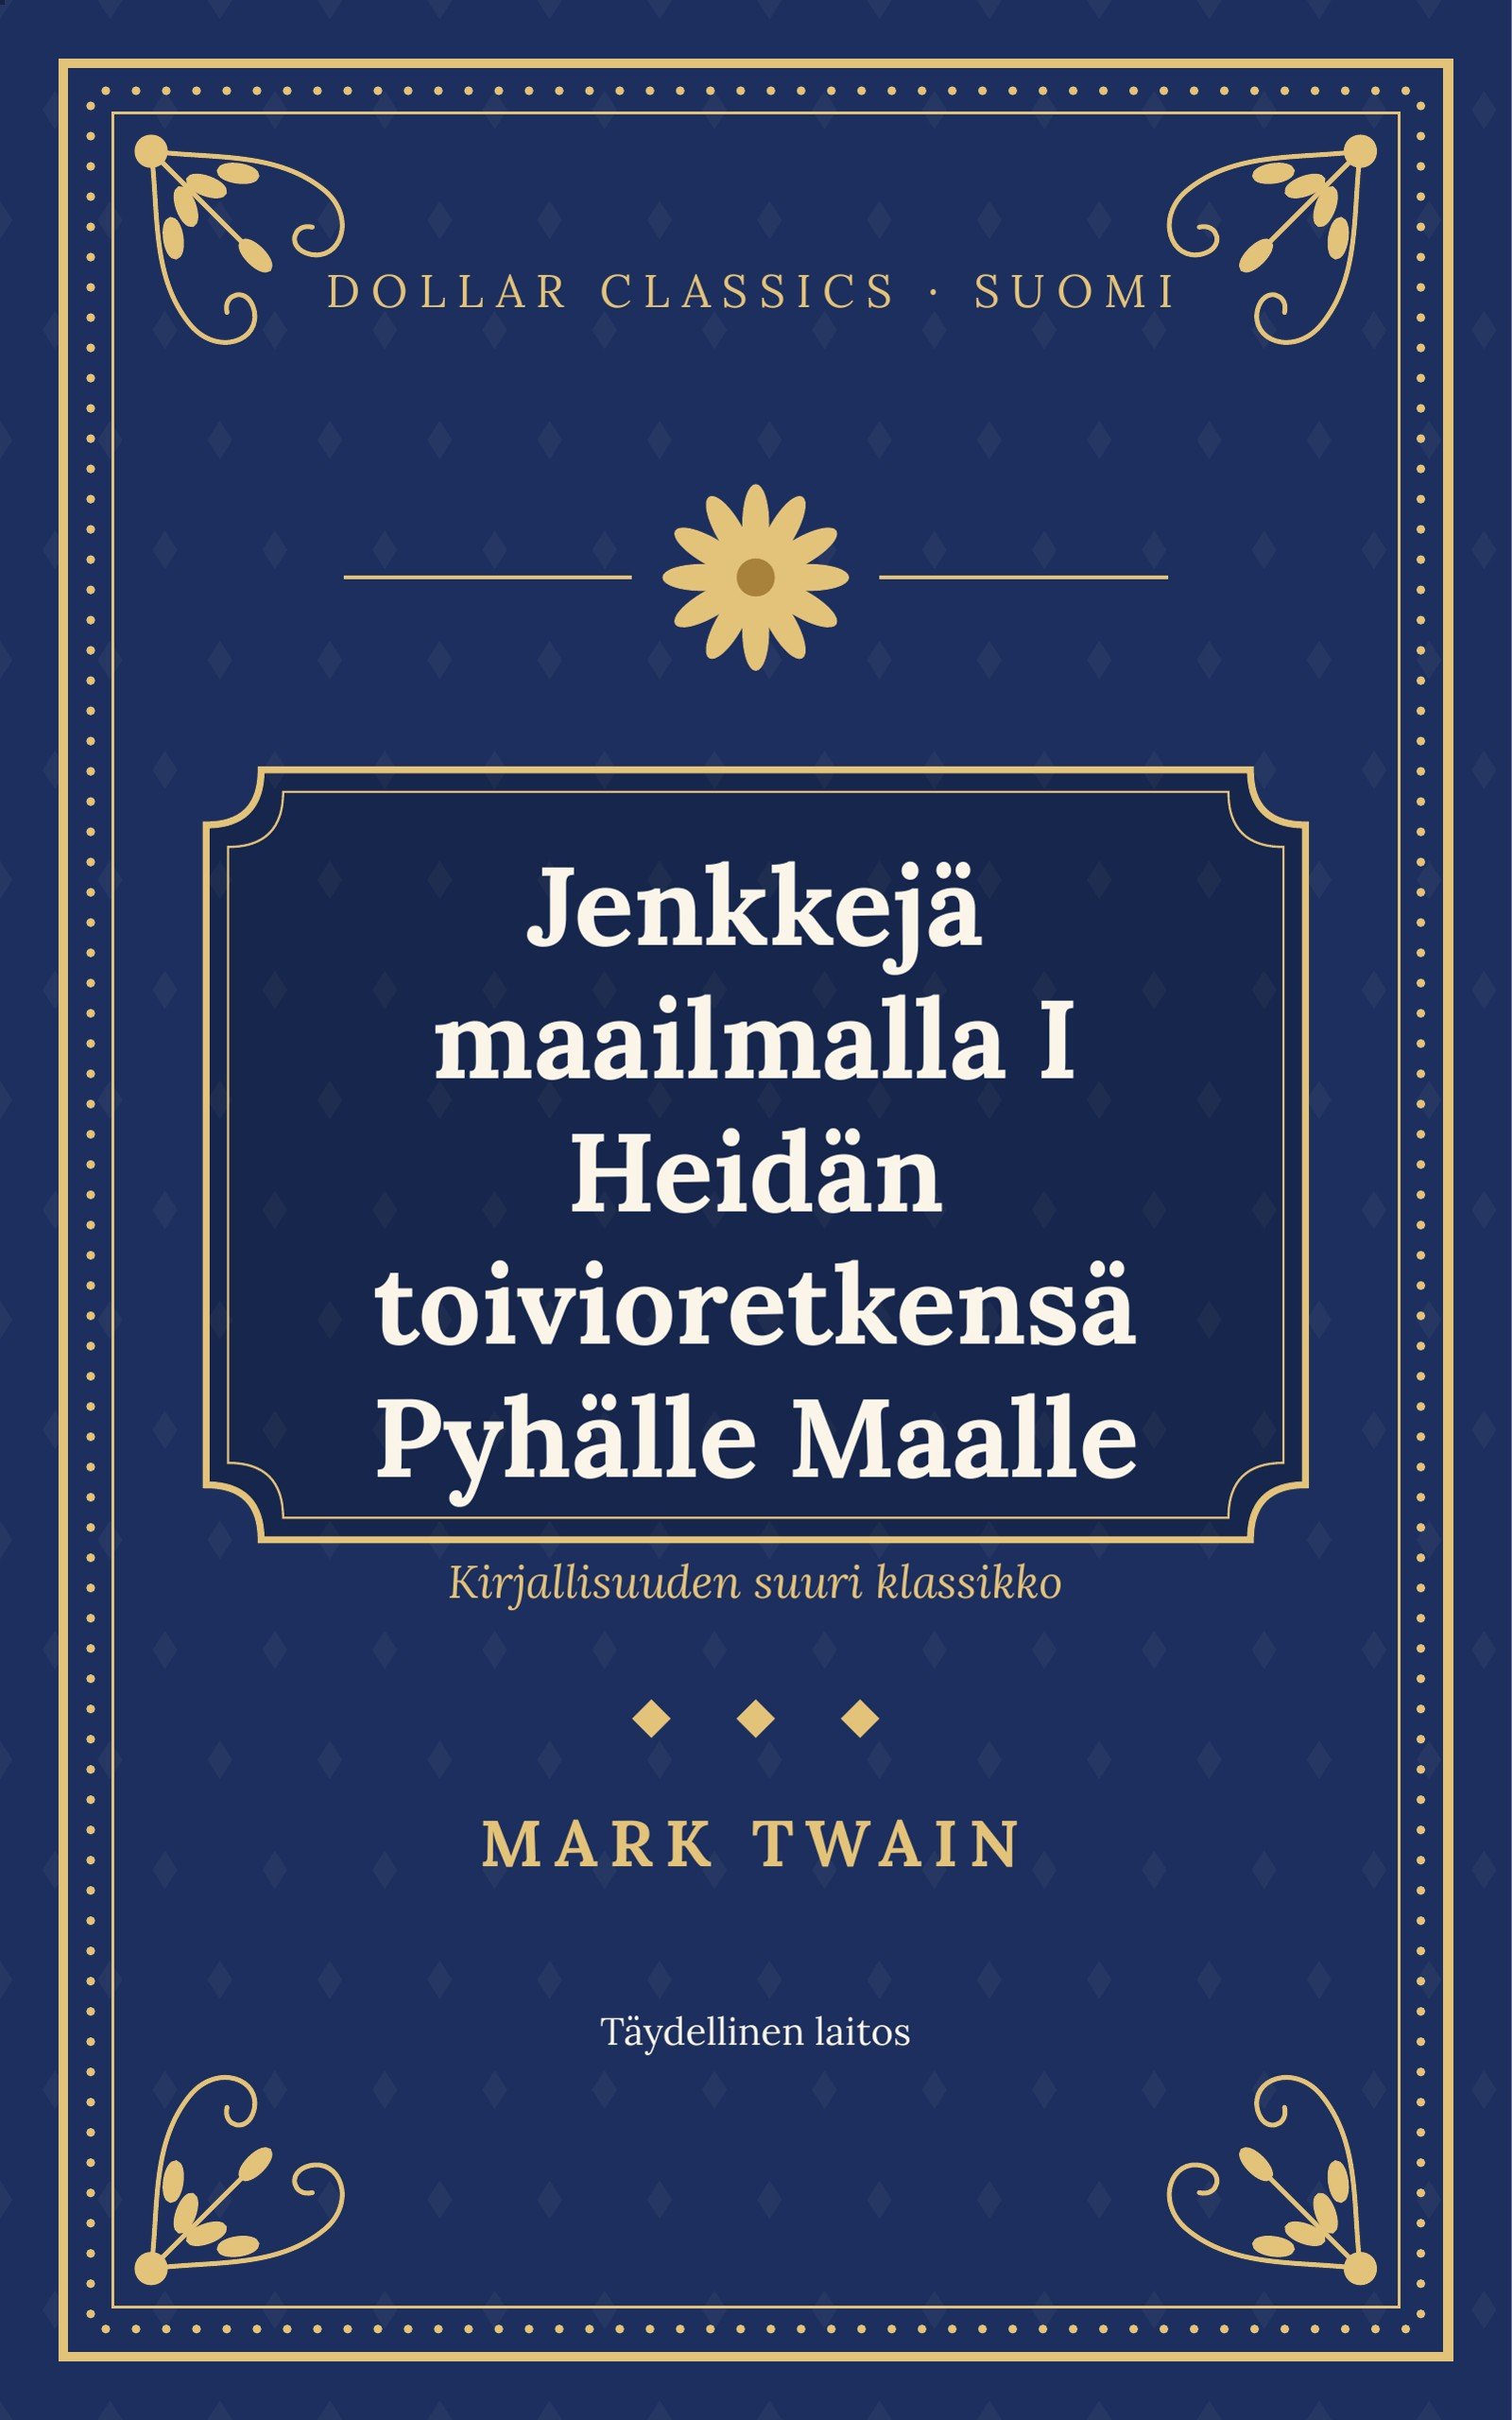 DOLLAR CLASSICS · SUOMI
Jenkkejä
maailmalla I
Heidän
toivioretkensä
Pyhälle Maalle
Kirjallisuuden suuri klassikko
MARK TWAIN
Täydellinen laitos